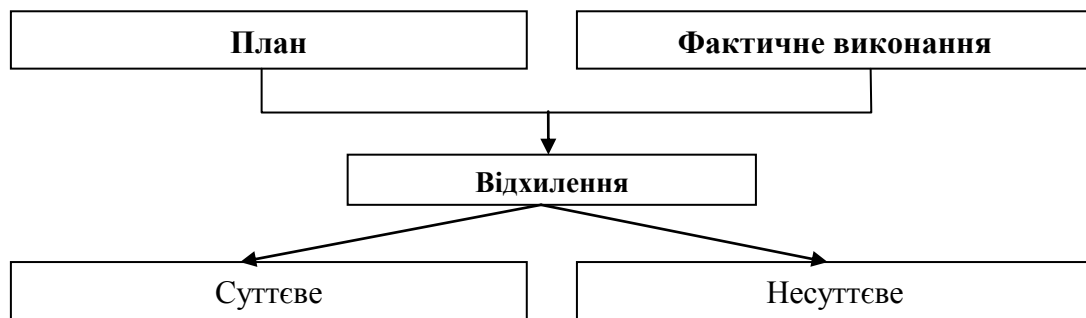 План
Фактичне виконання
Відхилення
Суттєве
Несуттєве